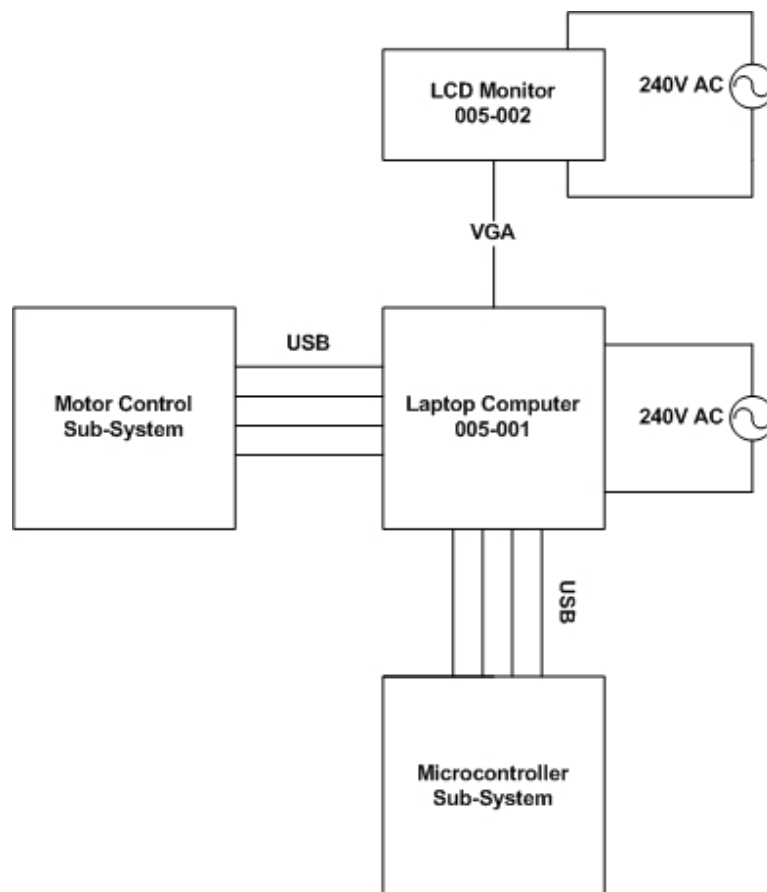 LCD Monitor
005-002
240V AC
VGA
USB
Motor Control
Sub-System
Laptop Computer
005-001
240V AC
USB
Microcontroller
Sub-System